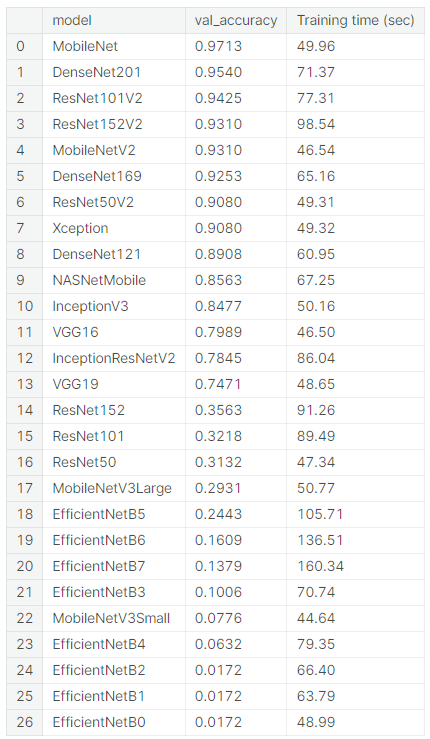 model val_accuracy Training time (sec)
0 MobileNet 0.9713 49.96
1 DenseNet201 0.9540 71.37
2 ResNet101V2 0.9425 77.31
3 ResNet152V2 0.9310 98.54
4 MobileNetV2 0.9310 46.54
5 DenseNet169 0.9253 65.16
6 ResNet50V2 0.9080 49.31
7 Xception 0.9080 49.32
8 DenseNet121 0.8908 60.95
9 NASNetMobile 0.8563 67.25
10 InceptionV3 0.8477 50.16
11 VGG16 0.7989 46.50
12 InceptionResNetV2 0.7845 86.04
13 VGG19 0.7471 48.65
14 ResNet152 0.3563 91.26
15 ResNet101 0.3218 89.49
16 ResNet50 0.3132 47.34
17 MobileNetV3Large 0.2931 50.77
18 EfficientNetB5 0.2443 105.71
19 EfficientNetB6 0.1609 136.51
20 EfficientNetB7 0.1379 160.34
21 EfficientNetB3 0.1006 70.74
22 MobileNetV3Small 0.0776 44.64
23 EfficientNetB4 0.0632 79.35
24 EfficientNetB2 0.0172 66.40
25 EfficientNetB1 0.0172 63.79
26 EfficientNetB0 0.0172 48.99